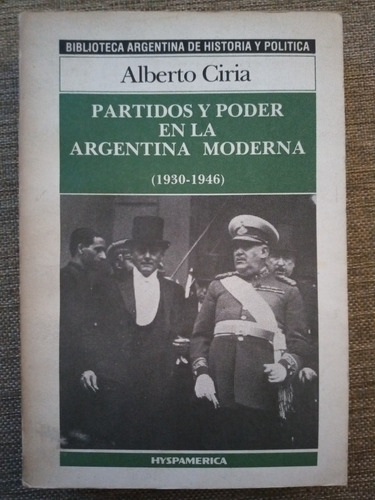 BIBLIOTECA ARGENTINA DE HISTORIA Y POLITICA
Alberto Ciria
PARTIDOS Y PODER
EN LA
ARGENTINA MODERNA
(1930-1946)
HYSPAMERICA